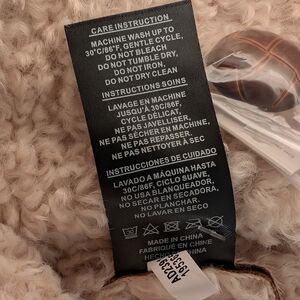 CARE INSTRUCTION
MACHINE WASH UP TO
30°C/86°F, GENTLE CYCLE,
DO NOT BLEACH
DO NOT TUMBLE DRY,
DO NOT IRON,
DO NOT DRY CLEAN
INSTRUCTIONS SOINS
LAVAGE EN MACHINE
JUSQU'À 30C/86F,
CYCLE DÉLICAT,
NE PAS JAVELLISER,
NE PAS SÉCHER EN MACHINE,
NE PAS REPASSER,
NE PAS NETTOYER À SEC
INSTRUCCIONES DE CUIDADO
LAVADO A MÁQUINA HASTA
30C/86F, CICLO SUAVE,
NO USA BLANQUEADOR,
NO SECAR EN SECADORA,
NO PLANCHAR.
NO LAVAR EN SECO
MADE IN CHINA
FABRIQUÉ EN CHINE
AD239